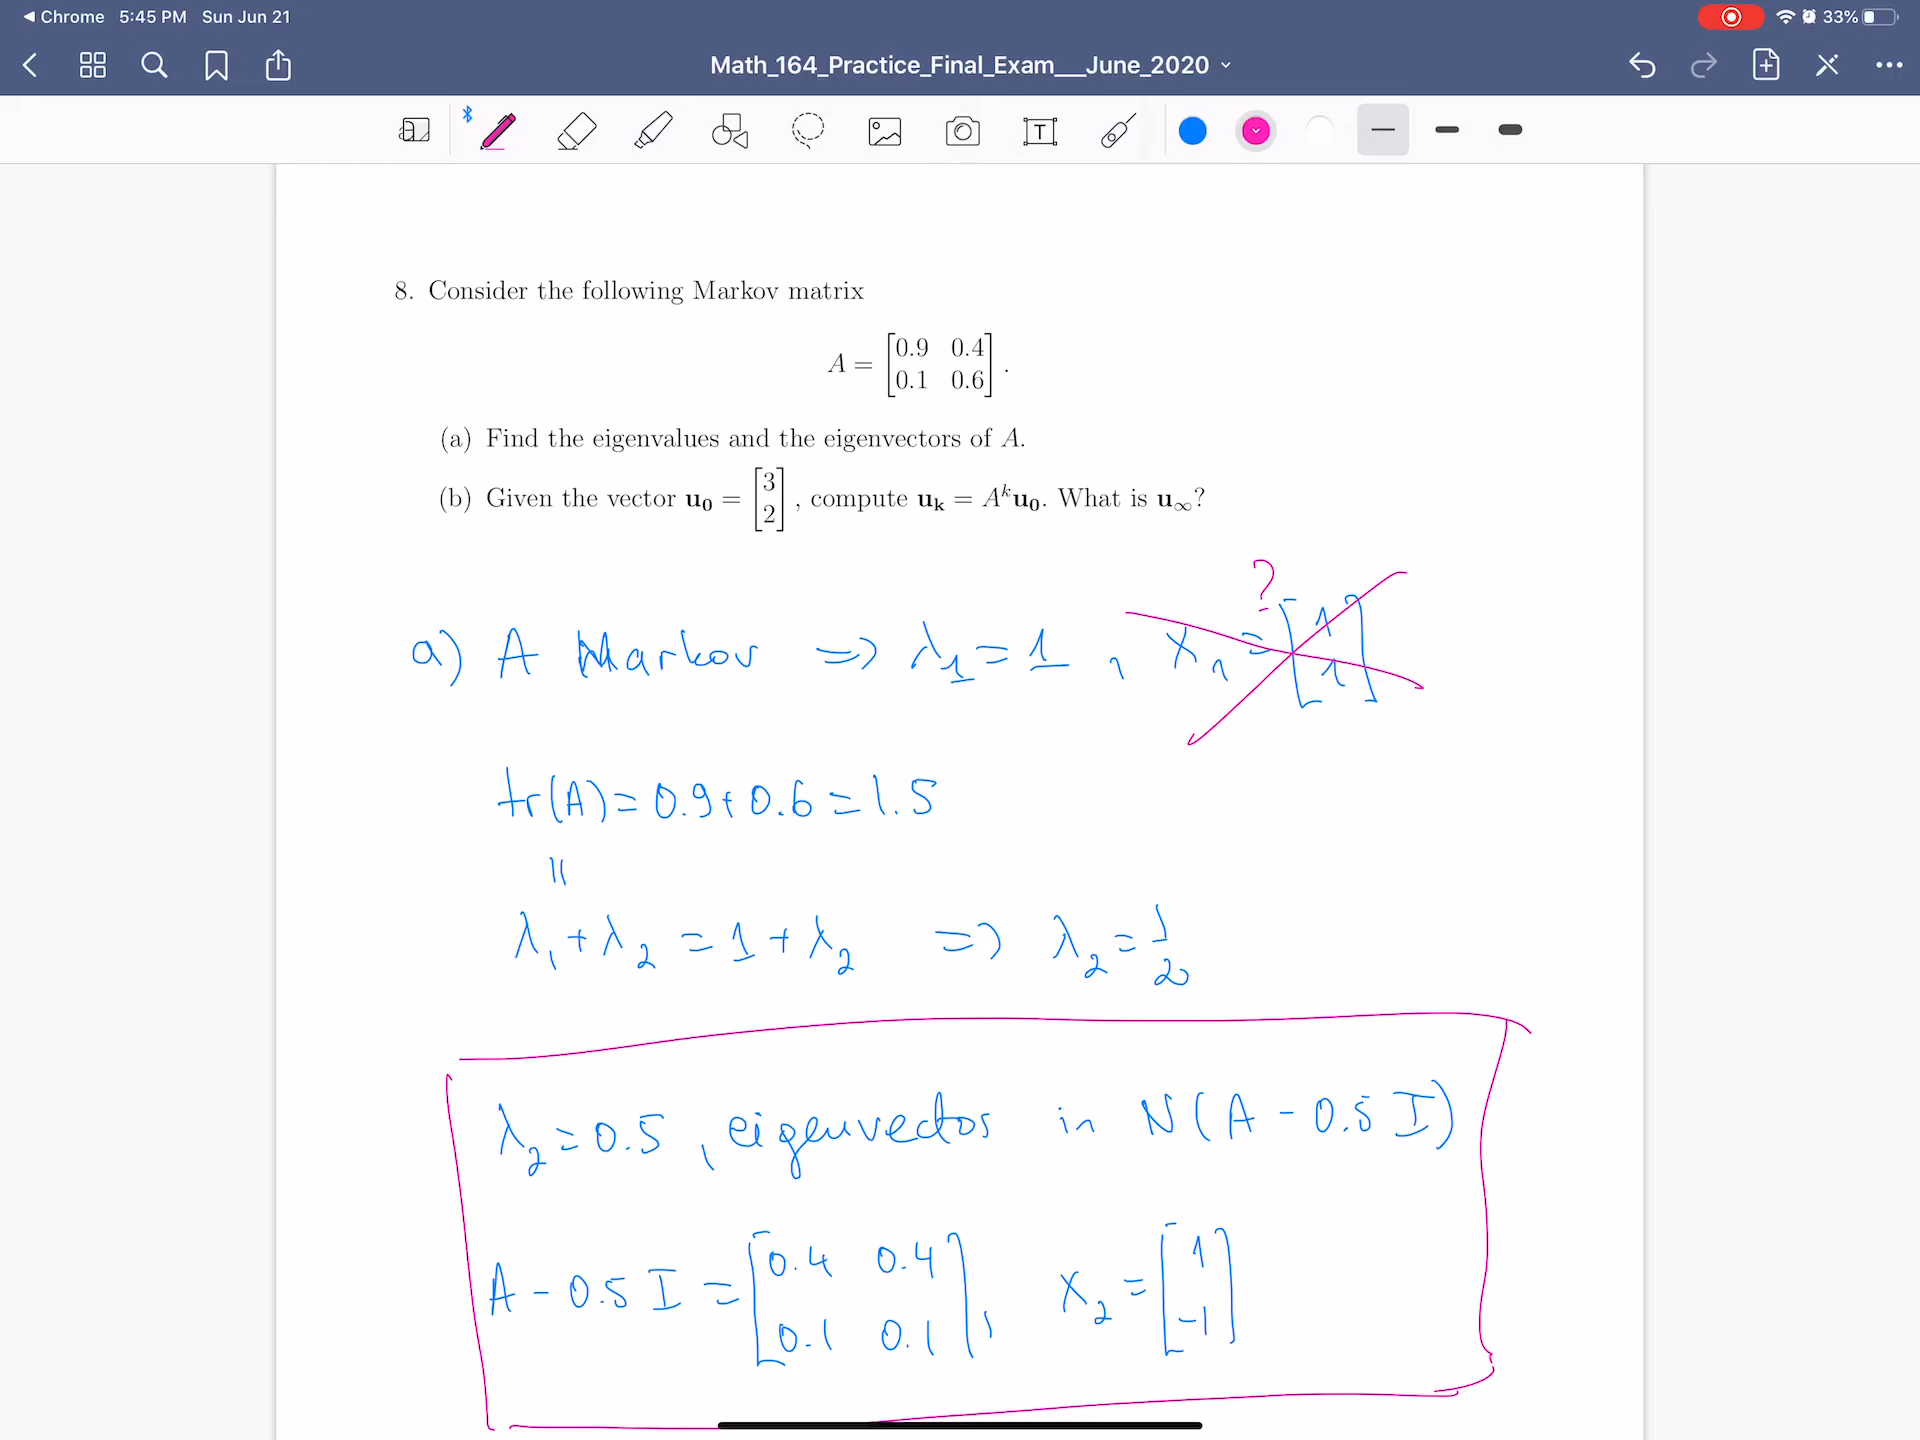 ◀ Chrome 5:45 PM Sun Jun 21 33%
Math_164_Practice_Final_Exam___June_2020
8. Consider the following Markov matrix
A = [0.9 0.4
0.1 0.6] .
(a) Find the eigenvalues and the eigenvectors of A.
(b) Given the vector u₀ = [3 2] , compute uₖ = Aᵏu₀. What is u∞?
?
a) A Markov => λ₁ = 1 , x₁ = [1 1]
tr(A) = 0.9 + 0.6 = 1.5
||
λ₁ + λ₂ = 1 + λ₂ => λ₂ = 1/2
λ₂ = 0.5 , eigenvectos in N(A - 0.5 I)
A - 0.5 I = [0.4 0.4
0.1 0.1] , x₂ = [1 -1]